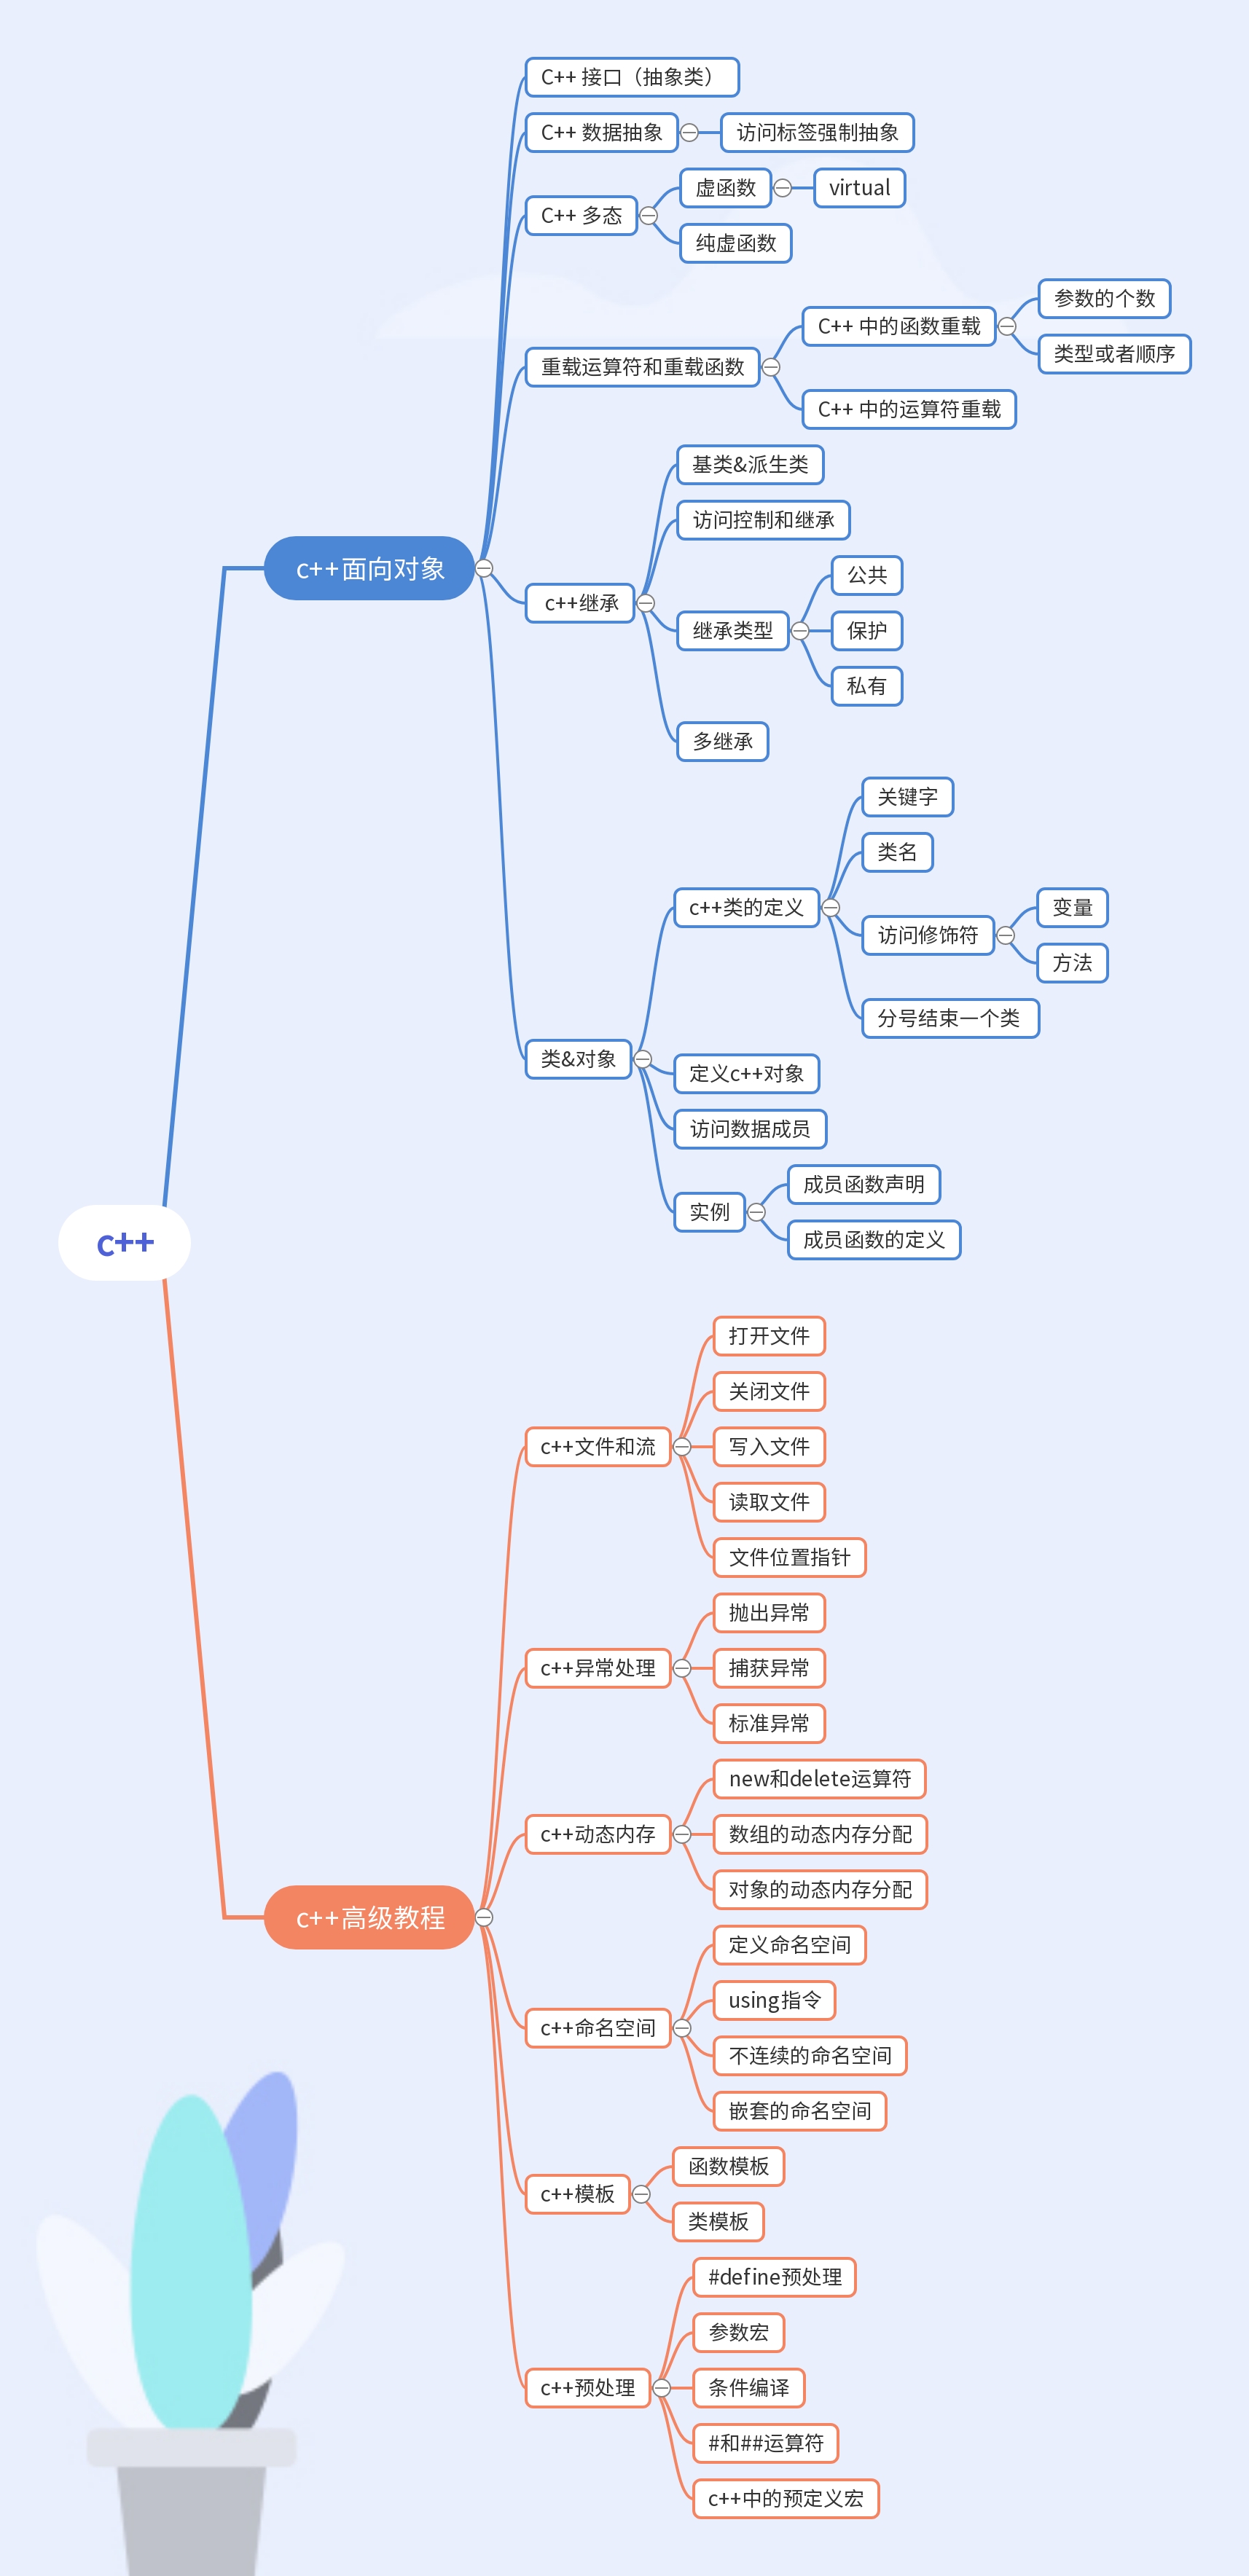 c++
c++面向对象
C++ 接口（抽象类）
C++ 数据抽象
访问标签强制抽象
C++ 多态
虚函数
virtual
纯虚函数
重载运算符和重载函数
C++ 中的函数重载
参数的个数
类型或者顺序
C++ 中的运算符重载
c++继承
基类&派生类
访问控制和继承
继承类型
公共
保护
私有
多继承
类&对象
c++类的定义
关键字
类名
访问修饰符
变量
方法
分号结束一个类
定义c++对象
访问数据成员
实例
成员函数声明
成员函数的定义
c++高级教程
c++文件和流
打开文件
关闭文件
写入文件
读取文件
文件位置指针
c++异常处理
抛出异常
捕获异常
标准异常
c++动态内存
new和delete运算符
数组的动态内存分配
对象的动态内存分配
c++命名空间
定义命名空间
using指令
不连续的命名空间
嵌套的命名空间
c++模板
函数模板
类模板
c++预处理
#define预处理
参数宏
条件编译
#和##运算符
c++中的预定义宏